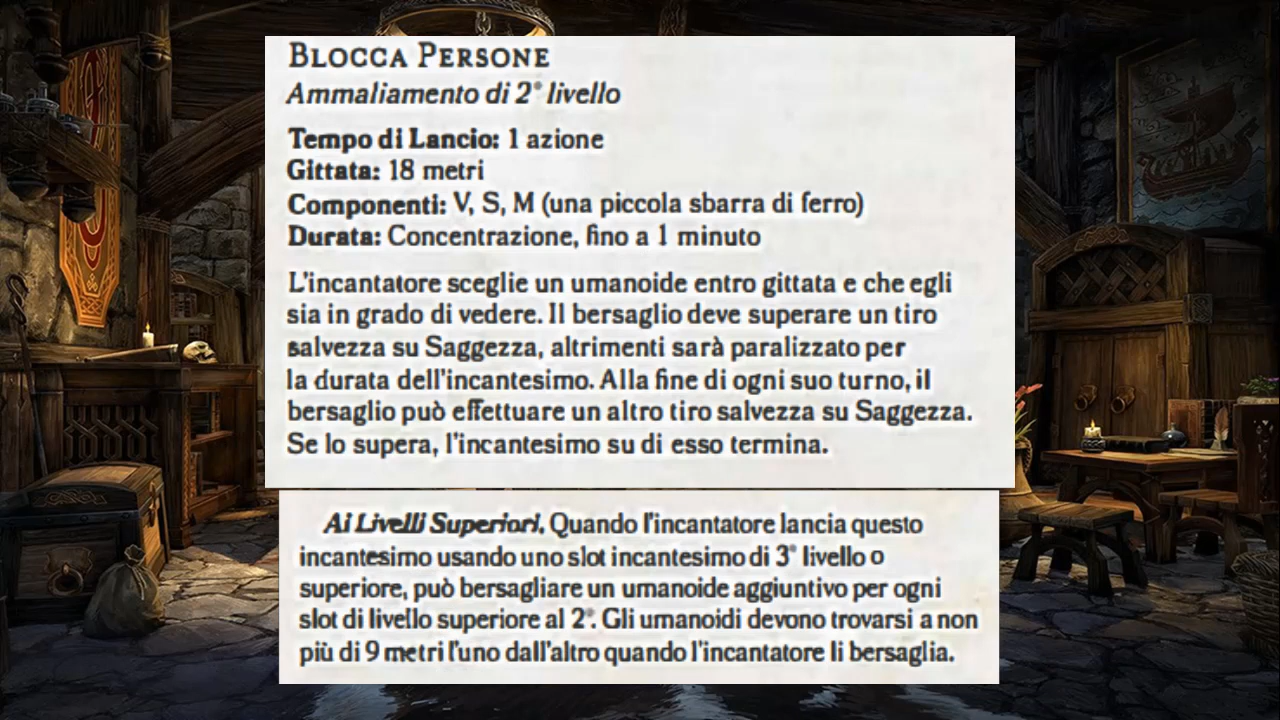 BLOCCA PERSONE
Ammaliamento di 2° livello
Tempo di Lancio: 1 azione
Gittata: 18 metri
Componenti: V, S, M (una piccola sbarra di ferro)
Durata: Concentrazione, fino a 1 minuto
L'incantatore sceglie un umanoide entro gittata e che egli
sia in grado di vedere. Il bersaglio deve superare un tiro
salvezza su Saggezza, altrimenti sarà paralizzato per
la durata dell'incantesimo. Alla fine di ogni suo turno, il
bersaglio può effettuare un altro tiro salvezza su Saggezza.
Se lo supera, l'incantesimo su di esso termina.
Ai Livelli Superiori. Quando l'incantatore lancia questo
incantesimo usando uno slot incantesimo di 3° livello o
superiore, può bersagliare un umanoide aggiuntivo per ogni
slot di livello superiore al 2°. Gli umanoidi devono trovarsi a non
più di 9 metri l'uno dall'altro quando l'incantatore li bersaglia.